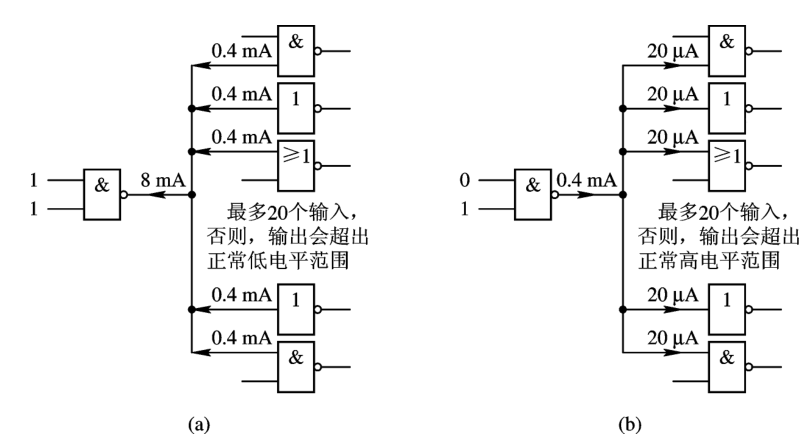 &
0.4 mA
0.4 mA
1
0.4 mA
≥1
1
1
&
8 mA
最多20个输入，
否则，输出会超出
正常低电平范围
0.4 mA
1
0.4 mA
&
(a)
&
20 μA
20 μA
1
20 μA
≥1
0
1
&
0.4 mA
最多20个输入，
否则，输出会超出
正常高电平范围
20 μA
1
20 μA
&
(b)